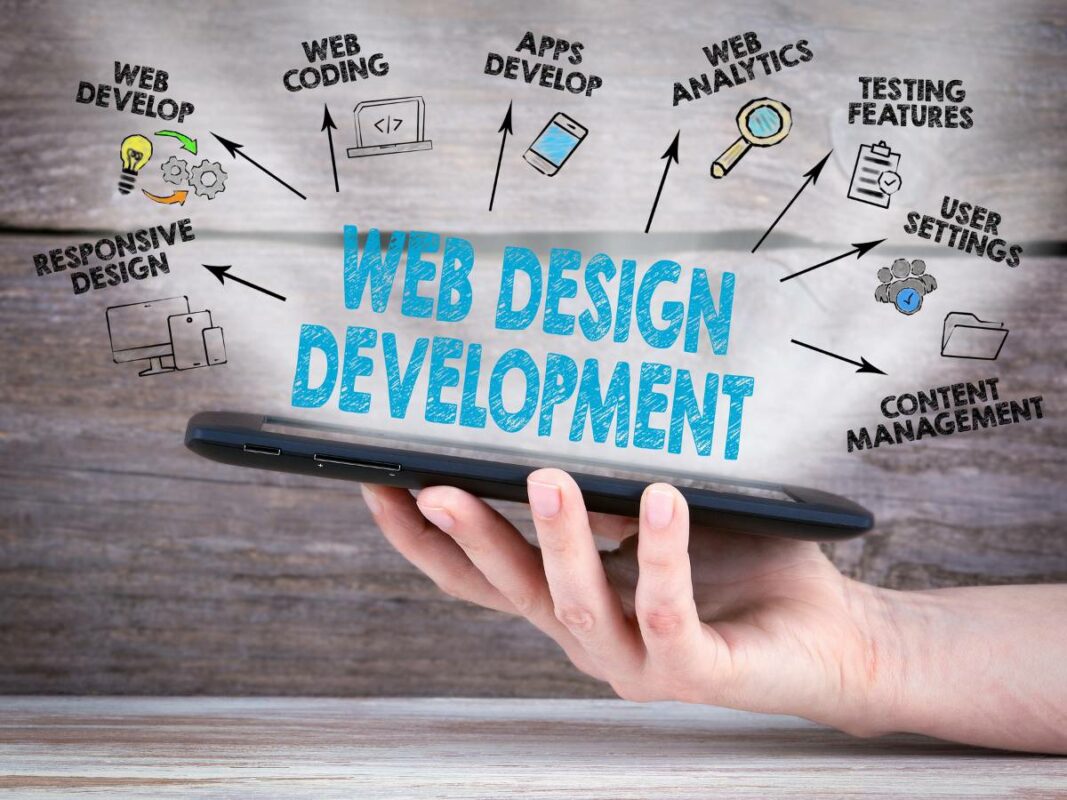 WEB
DEVELOP
WEB
CODING
APPS
DEVELOP
WEB
ANALYTICS
TESTING
FEATURES
USER
SETTINGS
RESPONSIVE
DESIGN
</>
WEB DESIGN
DEVELOPMENT
CONTENT
MANAGEMENT
+
-